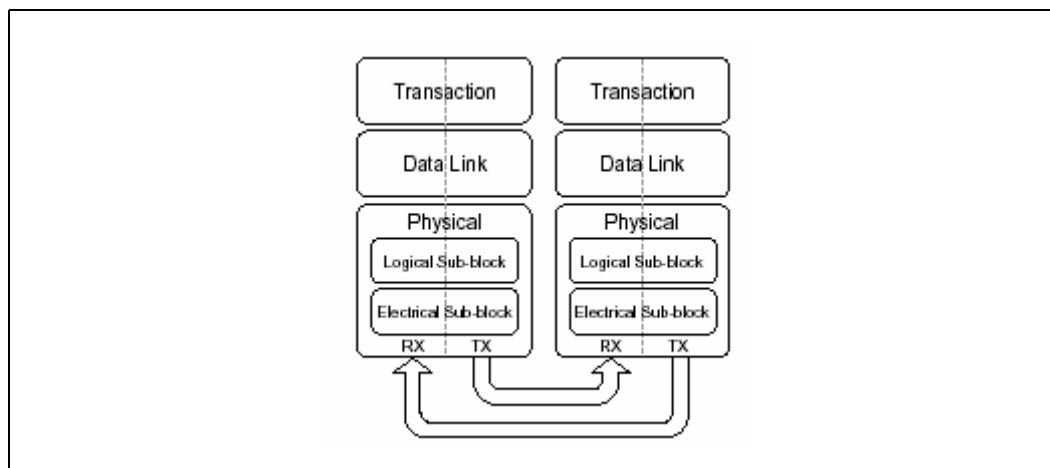 Transaction
Data Link
Physical
Logical Sub-block
Electrical Sub-block
RX TX
Transaction
Data Link
Physical
Logical Sub-block
Electrical Sub-block
RX TX